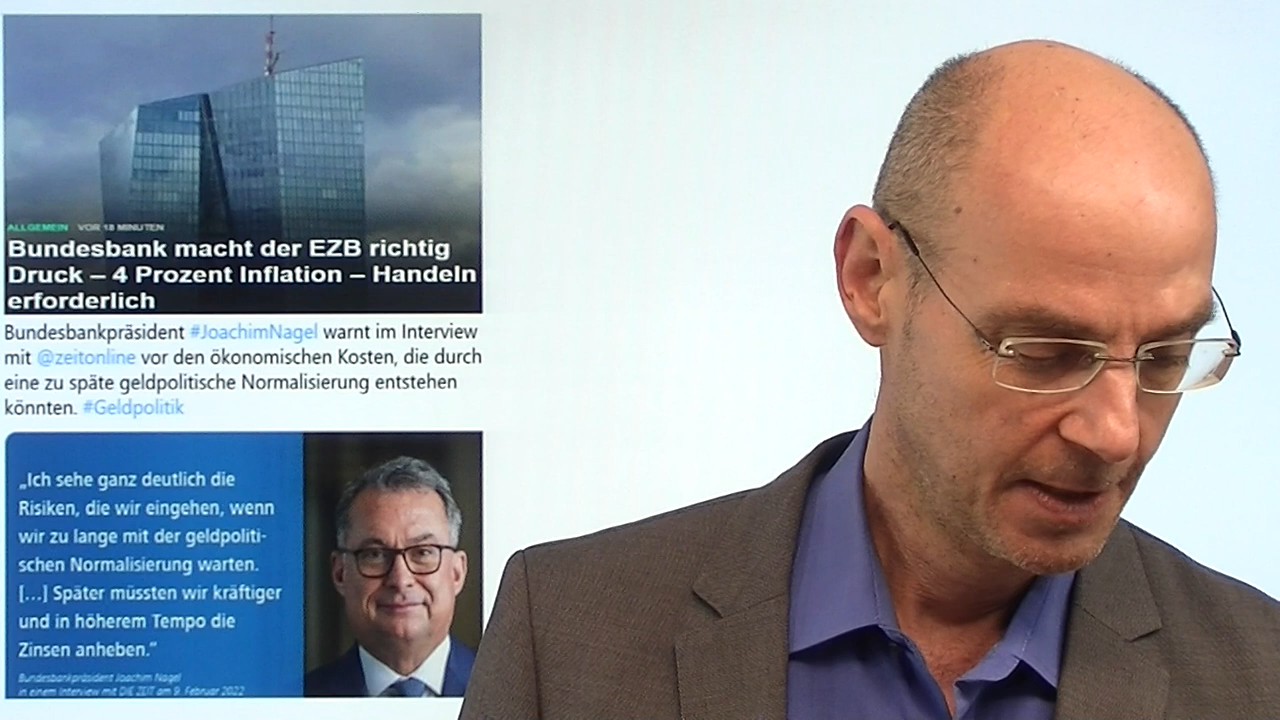 ALLGEMEIN VOR 18 MINUTEN
Bundesbank macht der EZB richtig
Druck – 4 Prozent Inflation – Handeln
erforderlich
Bundesbankpräsident #JoachimNagel warnt im Interview
mit @zeitonline vor den ökonomischen Kosten, die durch
eine zu späte geldpolitische Normalisierung entstehen
könnten. #Geldpolitik
„Ich sehe ganz deutlich die
Risiken, die wir eingehen, wenn
wir zu lange mit der geldpoliti-
schen Normalisierung warten.
[...] Später müssten wir kräftiger
und in höherem Tempo die
Zinsen anheben.“
Bundesbankpräsident Joachim Nagel
in einem Interview mit DIE ZEIT am 9. Februar 2022